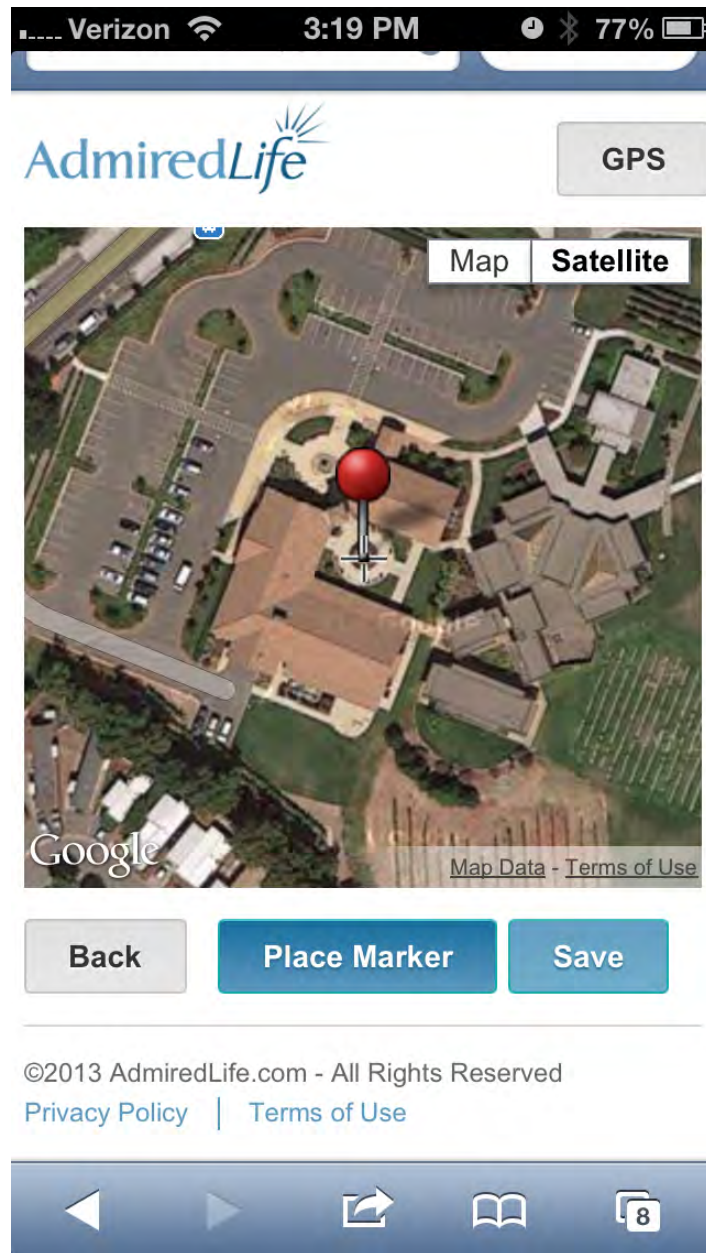 Verizon 3:19 PM 77%
AdmiredLife
GPS
Map Satellite
Google
Map Data - Terms of Use
Back Place Marker Save
©2013 AdmiredLife.com - All Rights Reserved
Privacy Policy | Terms of Use
8